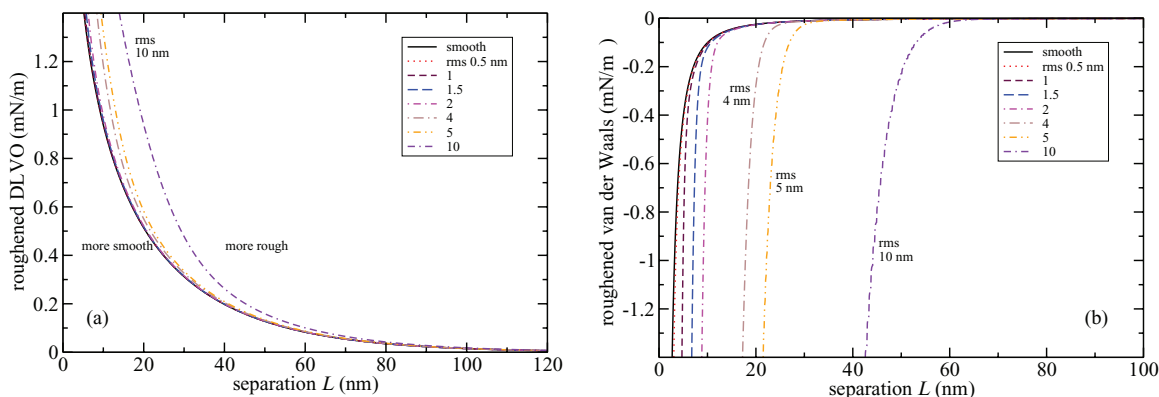 roughened DLVO (mN/m)
1.2
1
0.8
0.6
0.4
0.2
0
rms
10 nm
smooth
rms 0.5 nm
1
1.5
2
4
5
10
more smooth
more rough
(a)
0
20
40
60
80
100
120
separation L (nm)
roughened van der Waals (mN/m )
0
-0.2
-0.4
-0.6
-0.8
-1
-1.2
smooth
rms 0.5 nm
1
1.5
2
4
5
10
rms
4 nm
rms
5 nm
rms
10 nm
(b)
0
20
40
60
80
100
separation L (nm)